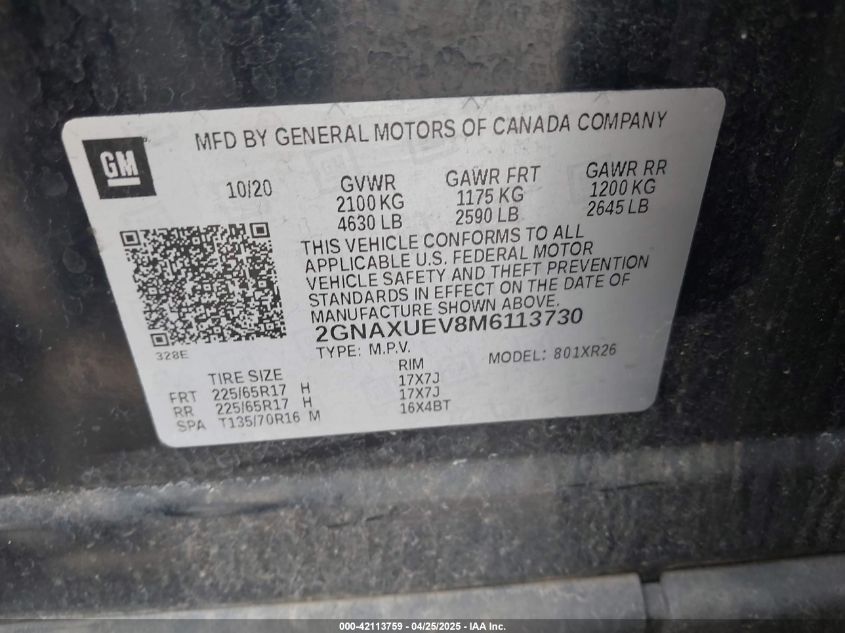 MFD BY GENERAL MOTORS OF CANADA COMPANY
GM
10/20 GVWR GAWR FRT GAWR RR
2100 KG 1175 KG 1200 KG
4630 LB 2590 LB 2645 LB
THIS VEHICLE CONFORMS TO ALL
APPLICABLE U.S. FEDERAL MOTOR
VEHICLE SAFETY AND THEFT PREVENTION
STANDARDS IN EFFECT ON THE DATE OF
MANUFACTURE SHOWN ABOVE.
2GNAXUEV8M6113730
328E TYPE: M.P.V. MODEL: 801XR26
TIRE SIZE RIM
FRT 225/65R17 H 17X7J
RR 225/65R17 H 17X7J
SPA T135/70R16 M 16X4BT
000-42113759 - 04/25/2025 - IAA Inc.